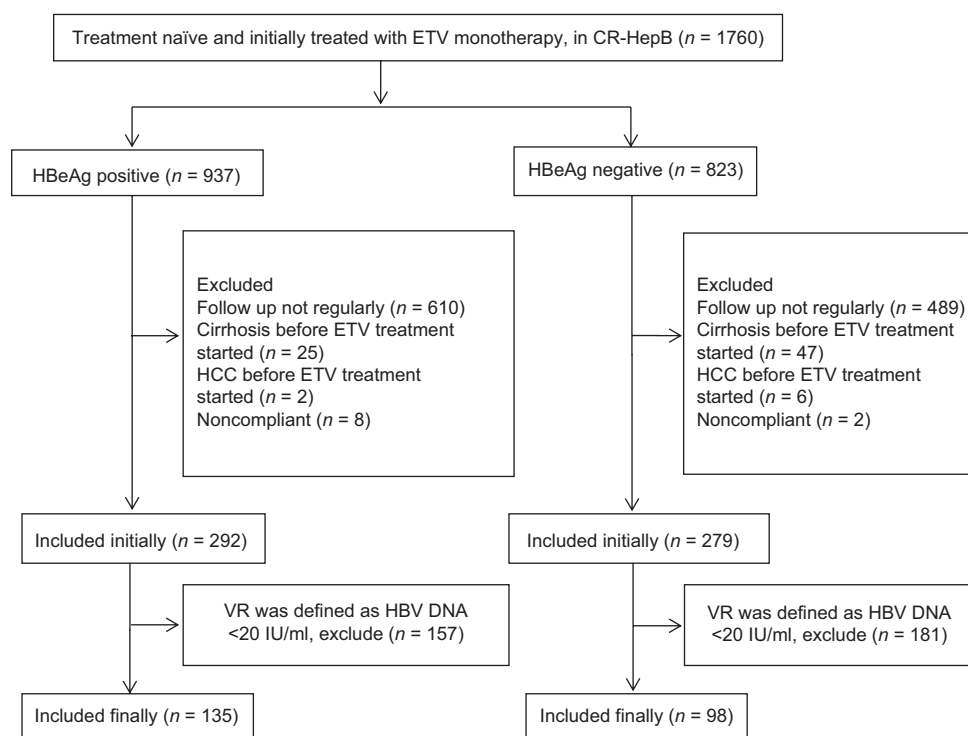 Treatment naïve and initially treated with ETV monotherapy, in CR-HepB (n = 1760)
HBeAg positive (n = 937)
HBeAg negative (n = 823)
Excluded
Follow up not regularly (n = 610)
Cirrhosis before ETV treatment
started (n = 25)
HCC before ETV treatment
started (n = 2)
Noncompliant (n = 8)
Excluded
Follow up not regularly (n = 489)
Cirrhosis before ETV treatment
started (n = 47)
HCC before ETV treatment
started (n = 6)
Noncompliant (n = 2)
Included initially (n = 292)
Included initially (n = 279)
VR was defined as HBV DNA
<20 IU/ml, exclude (n = 157)
VR was defined as HBV DNA
<20 IU/ml, exclude (n = 181)
Included finally (n = 135)
Included finally (n = 98)